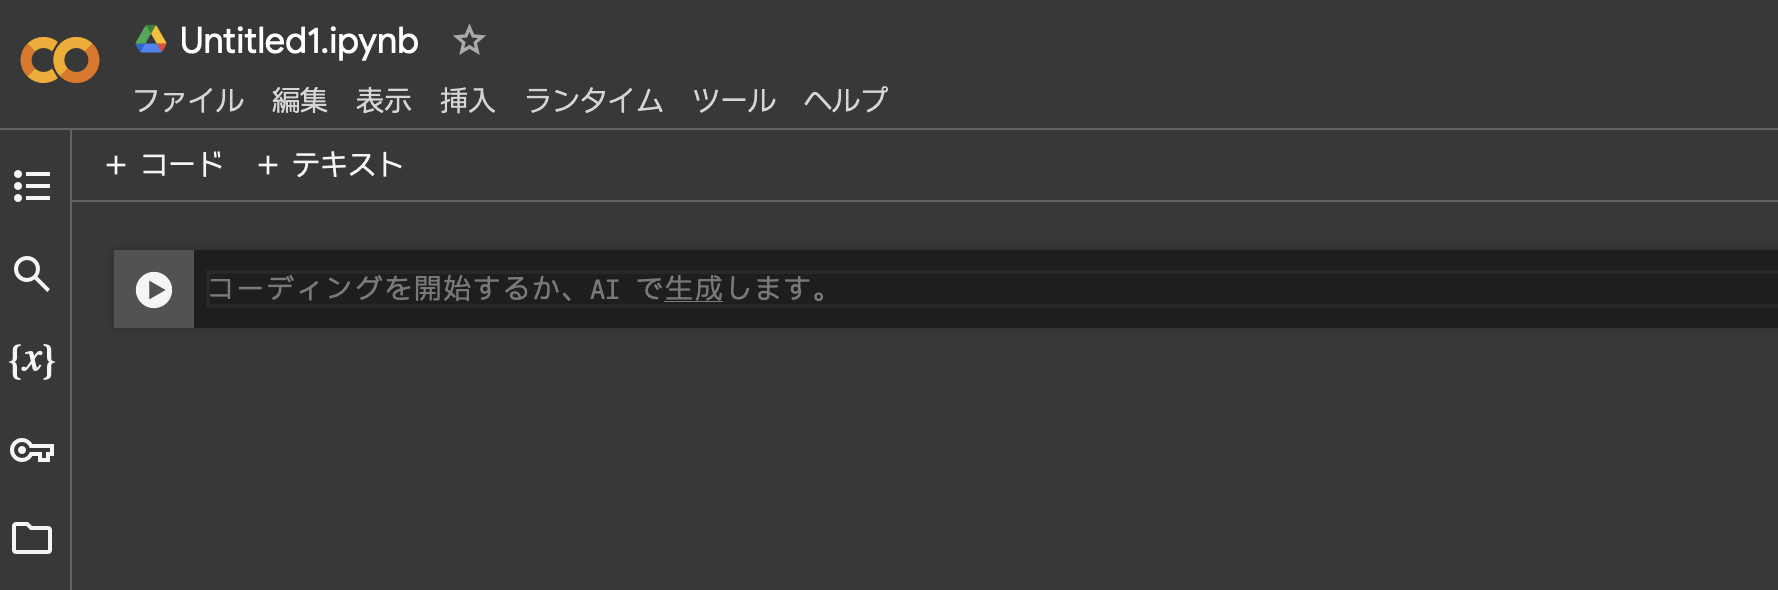 Untitled1.ipynb
ファイル 編集 表示 挿入 ランタイム ツール ヘルプ
+ コード + テキスト
コーディングを開始するか、AI で生成します。
{x}